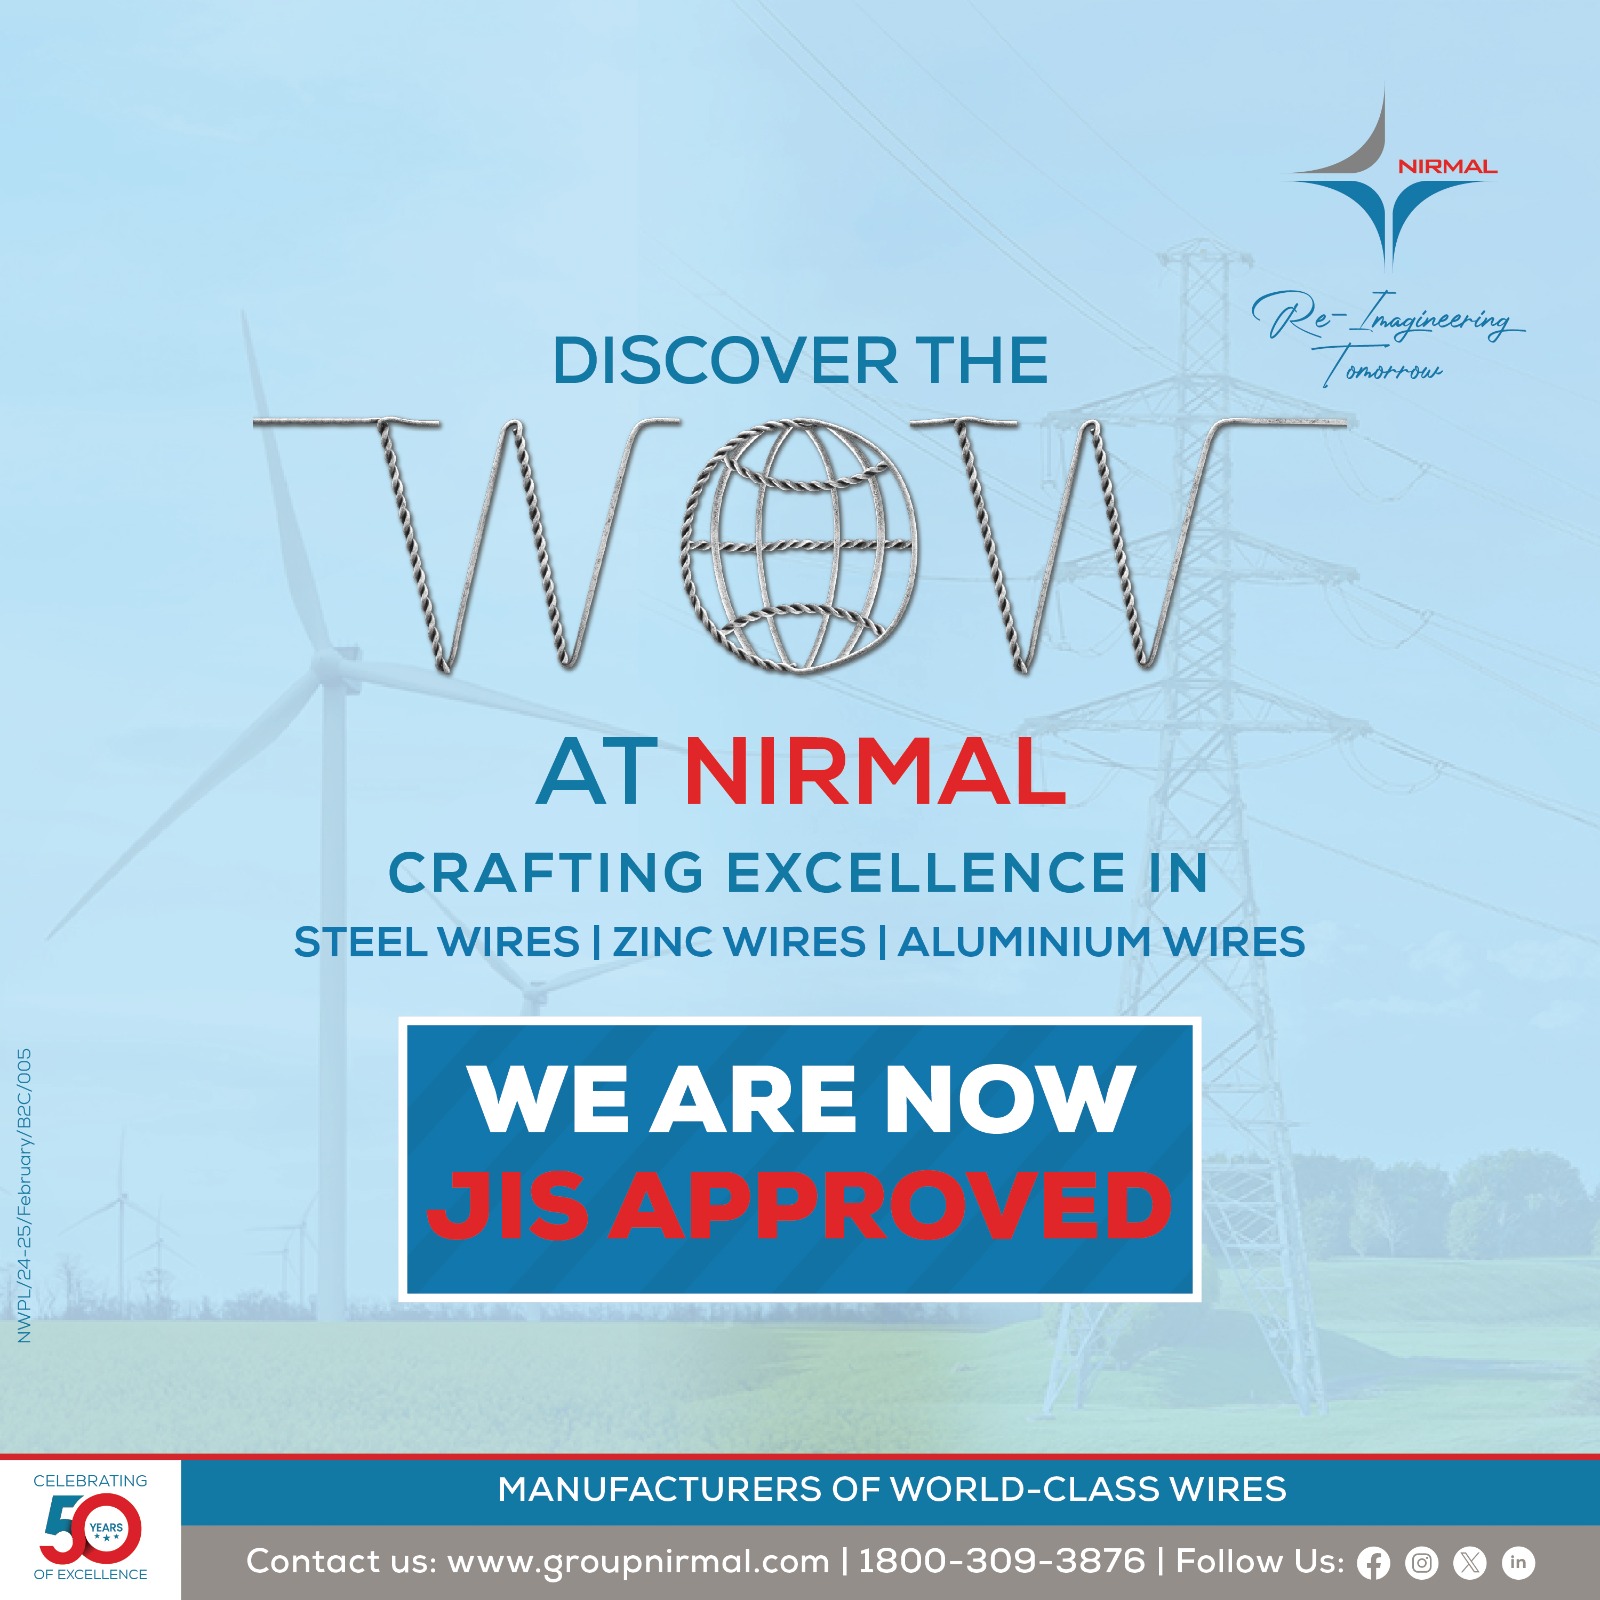 NIRMAL
Re-Imagineering
Tomorrow
DISCOVER THE
WOW
AT NIRMAL
CRAFTING EXCELLENCE IN
STEEL WIRES | ZINC WIRES | ALUMINIUM WIRES
WE ARE NOW
JIS APPROVED
NWPL/24-25/February/B2C/005
CELEBRATING
50
YEARS
OF EXCELLENCE
MANUFACTURERS OF WORLD-CLASS WIRES
Contact us: www.groupnirmal.com | 1800-309-3876 | Follow Us: